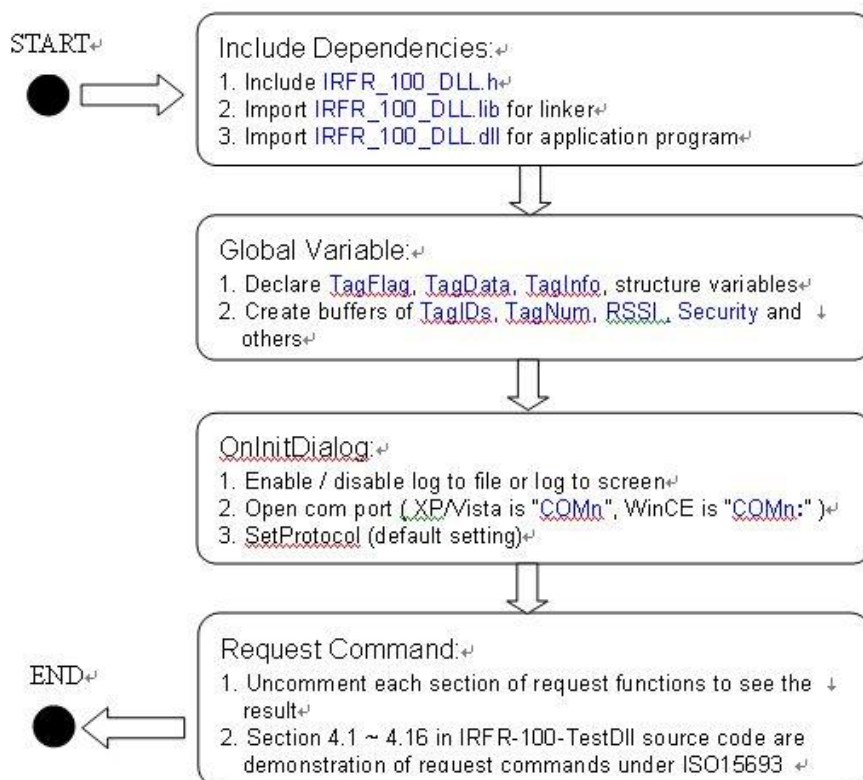 START
Include Dependencies:
1. Include IRFR_100_DLL.h
2. Import IRFR_100_DLL.lib for linker
3. Import IRFR_100_DLL.dll for application program
Global Variable:
1. Declare TagFlag, TagData, TagInfo, structure variables
2. Create buffers of TagIDs, TagNum, RSSI , Security and
others
OnInitDialog:
1. Enable / disable log to file or log to screen
2. Open com port ( XP/Vista is "COMn", WinCE is "COMn:" )
3. SetProtocol (default setting)
Request Command:
1. Uncomment each section of request functions to see the
result
2. Section 4.1 ~ 4.16 in IRFR-100-TestDll source code are
demonstration of request commands under ISO15693
END